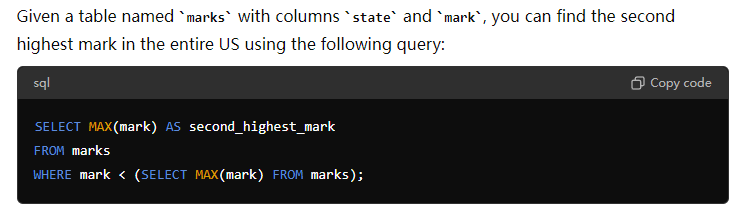 Given a table named `marks` with columns `state` and `mark`, you can find the second
highest mark in the entire US using the following query:
sql
Copy code
SELECT MAX(mark) AS second_highest_mark
FROM marks
WHERE mark < (SELECT MAX(mark) FROM marks);